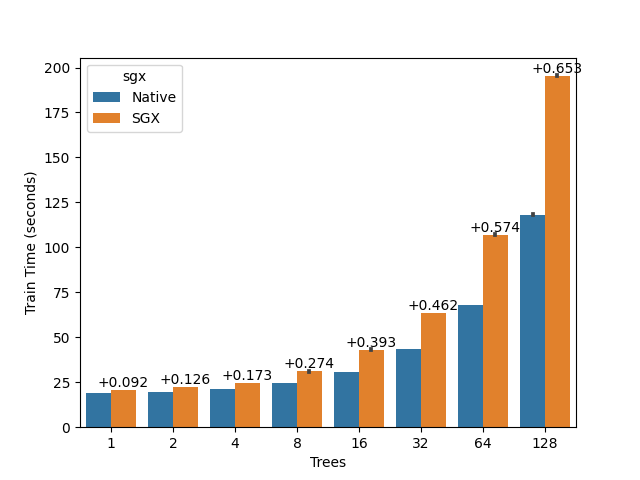 200
175
150
125
100
75
50
25
0
Train Time (seconds)
sgx
Native
SGX
+0.092
+0.126
+0.173
+0.274
+0.393
+0.462
+0.574
+0.653
1 2 4 8 16 32 64 128
Trees